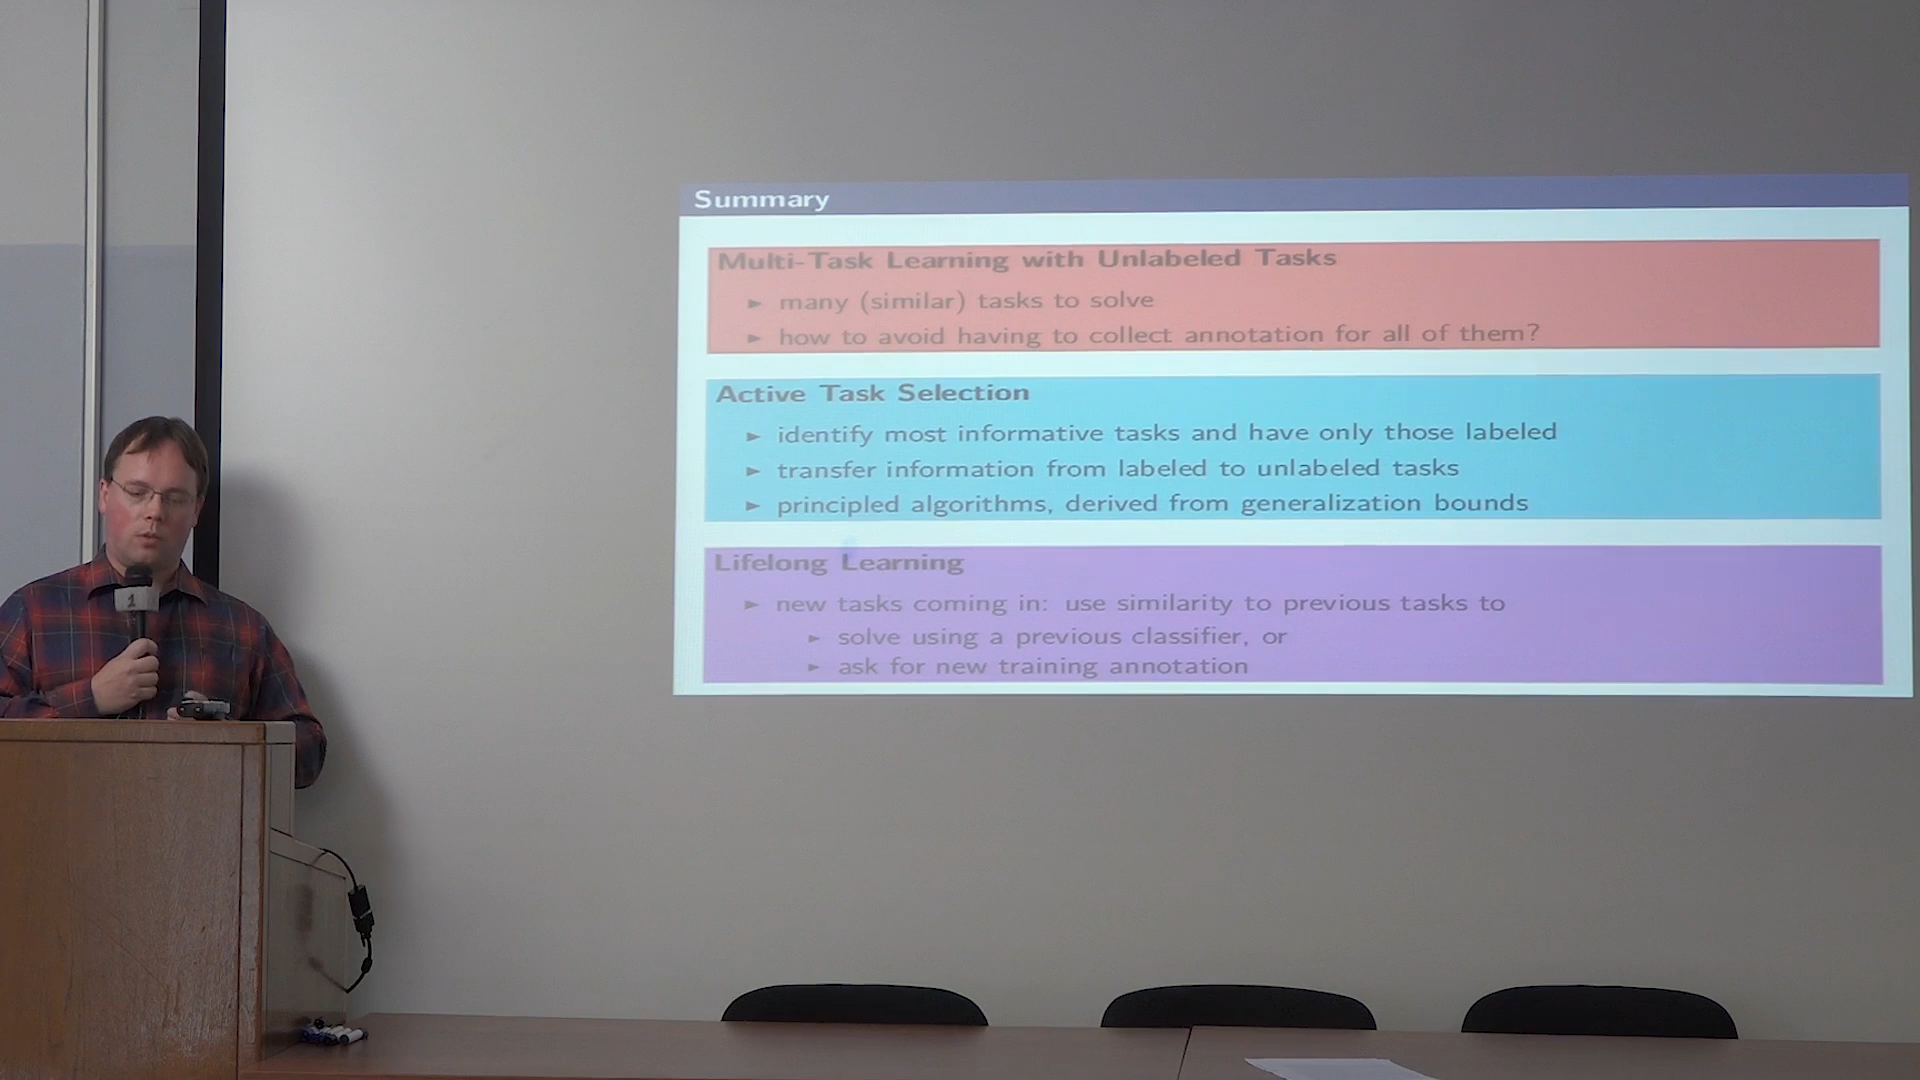 Summary
Multi-Task Learning with Unlabeled Tasks
► many (similar) tasks to solve
► how to avoid having to collect annotation for all of them?
Active Task Selection
► identify most informative tasks and have only those labeled
► transfer information from labeled to unlabeled tasks
► principled algorithms, derived from generalization bounds
Lifelong Learning
► new tasks coming in: use similarity to previous tasks to
► solve using a previous classifier, or
► ask for new training annotation
1